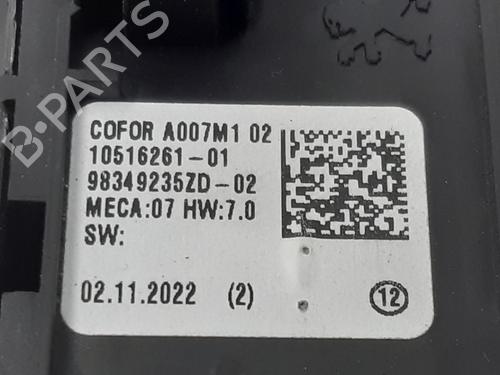 B-PARTS
COFOR A007M1 02
10516261-01
98349235ZD-02
MECA:07 HW:7.0
SW:
02.11.2022 (2)
12